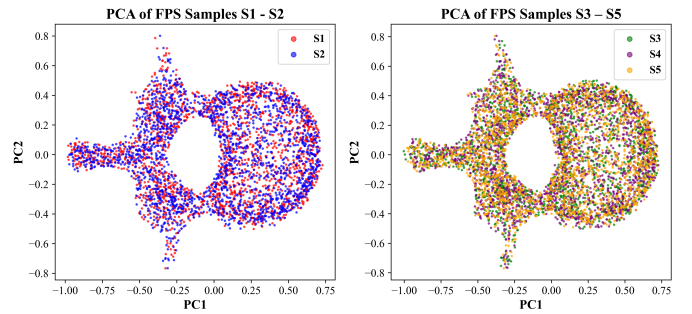 PCA of FPS Samples S1 - S2
S1
S2
PC2
0.8
0.6
0.4
0.2
0.0
−0.2
−0.4
−0.6
−0.8
−1.00 −0.75 −0.50 −0.25 0.00 0.25 0.50 0.75
PC1
PCA of FPS Samples S3 – S5
S3
S4
S5
PC2
0.8
0.6
0.4
0.2
0.0
−0.2
−0.4
−0.6
−0.8
−1.00 −0.75 −0.50 −0.25 0.00 0.25 0.50 0.75
PC1